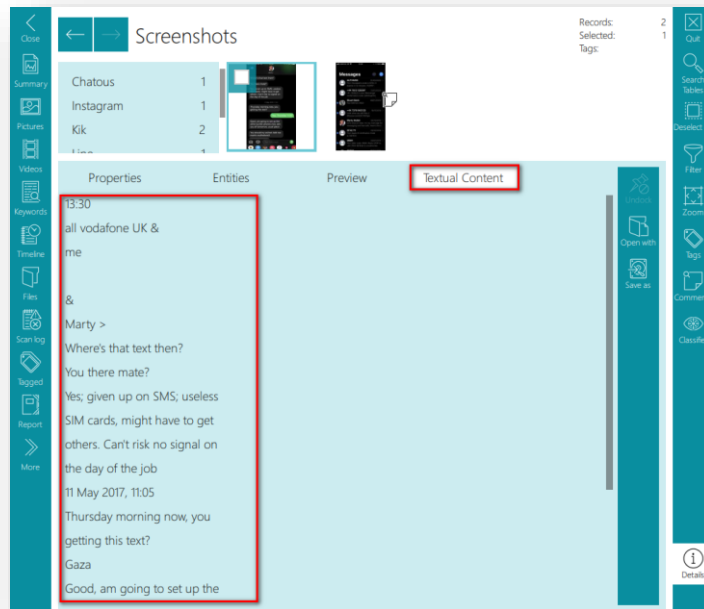 Close
Screenshots
Records: 2
Selected: 1
Tags:
Quit
Summary
Chatous 1
Instagram 1
Kik 2
Line 1
Messages
Search
Tables
Pictures
Deselect
Videos
Properties Entities Preview Textual Content
Filter
Undock
Keywords
Zoom
Open with
Timeline
Tags
Save as
Files
Commen
Scan log
Classifie
Tagged
Report
More
13:30
all vodafone UK &
me
&
Marty >
Where's that text then?
You there mate?
Yes; given up on SMS; useless
SIM cards, might have to get
others. Can't risk no signal on
the day of the job
11 May 2017, 11:05
Thursday morning now, you
getting this text?
Gaza
Good, am going to set up the
Details